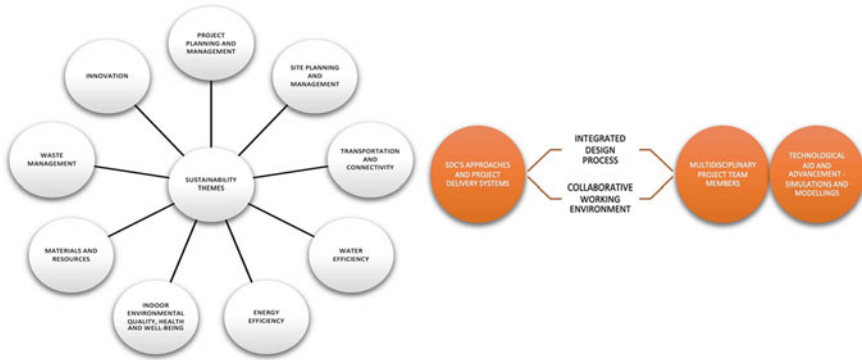 PROJECT
PLANNING AND
MANAGEMENT
SITE PLANNING
AND
MANAGEMENT
TRANSPORTATION
AND
CONNECTIVITY
WATER
EFFICIENCY
ENERGY
EFFICIENCY
INDOOR
ENVIRONMENTAL
QUALITY, HEALTH
AND WELL-BEING
MATERIALS AND
RESOURCES
WASTE
MANAGEMENT
INNOVATION
SUSTAINABILITY
THEMES
SDC'S APPROACHES
AND PROJECT
DELIVERY SYSTEMS
INTEGRATED
DESIGN
PROCESS
COLLABORATIVE
WORKING
ENVIRONMENT
MULTIDISCIPLINARY
PROJECT TEAM
MEMBERS
TECHNOLOGICAL
AID AND
ADVANCEMENT -
SIMULATIONS AND
MODELLINGS